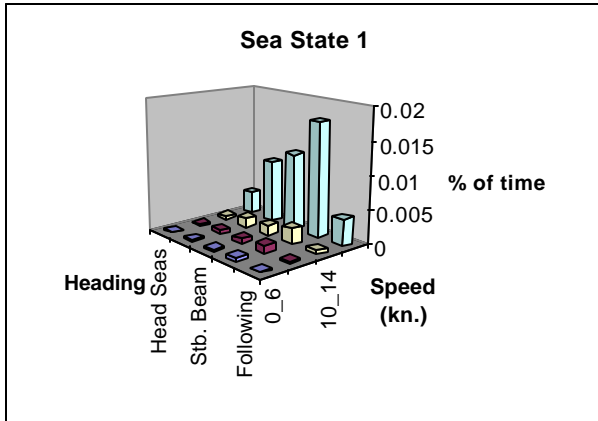 Sea State 1
0.02
0.015
0.01
0.005
0
% of time
Heading
Head Seas
Stb. Beam
Following
0_6
10_14
Speed
(kn.)